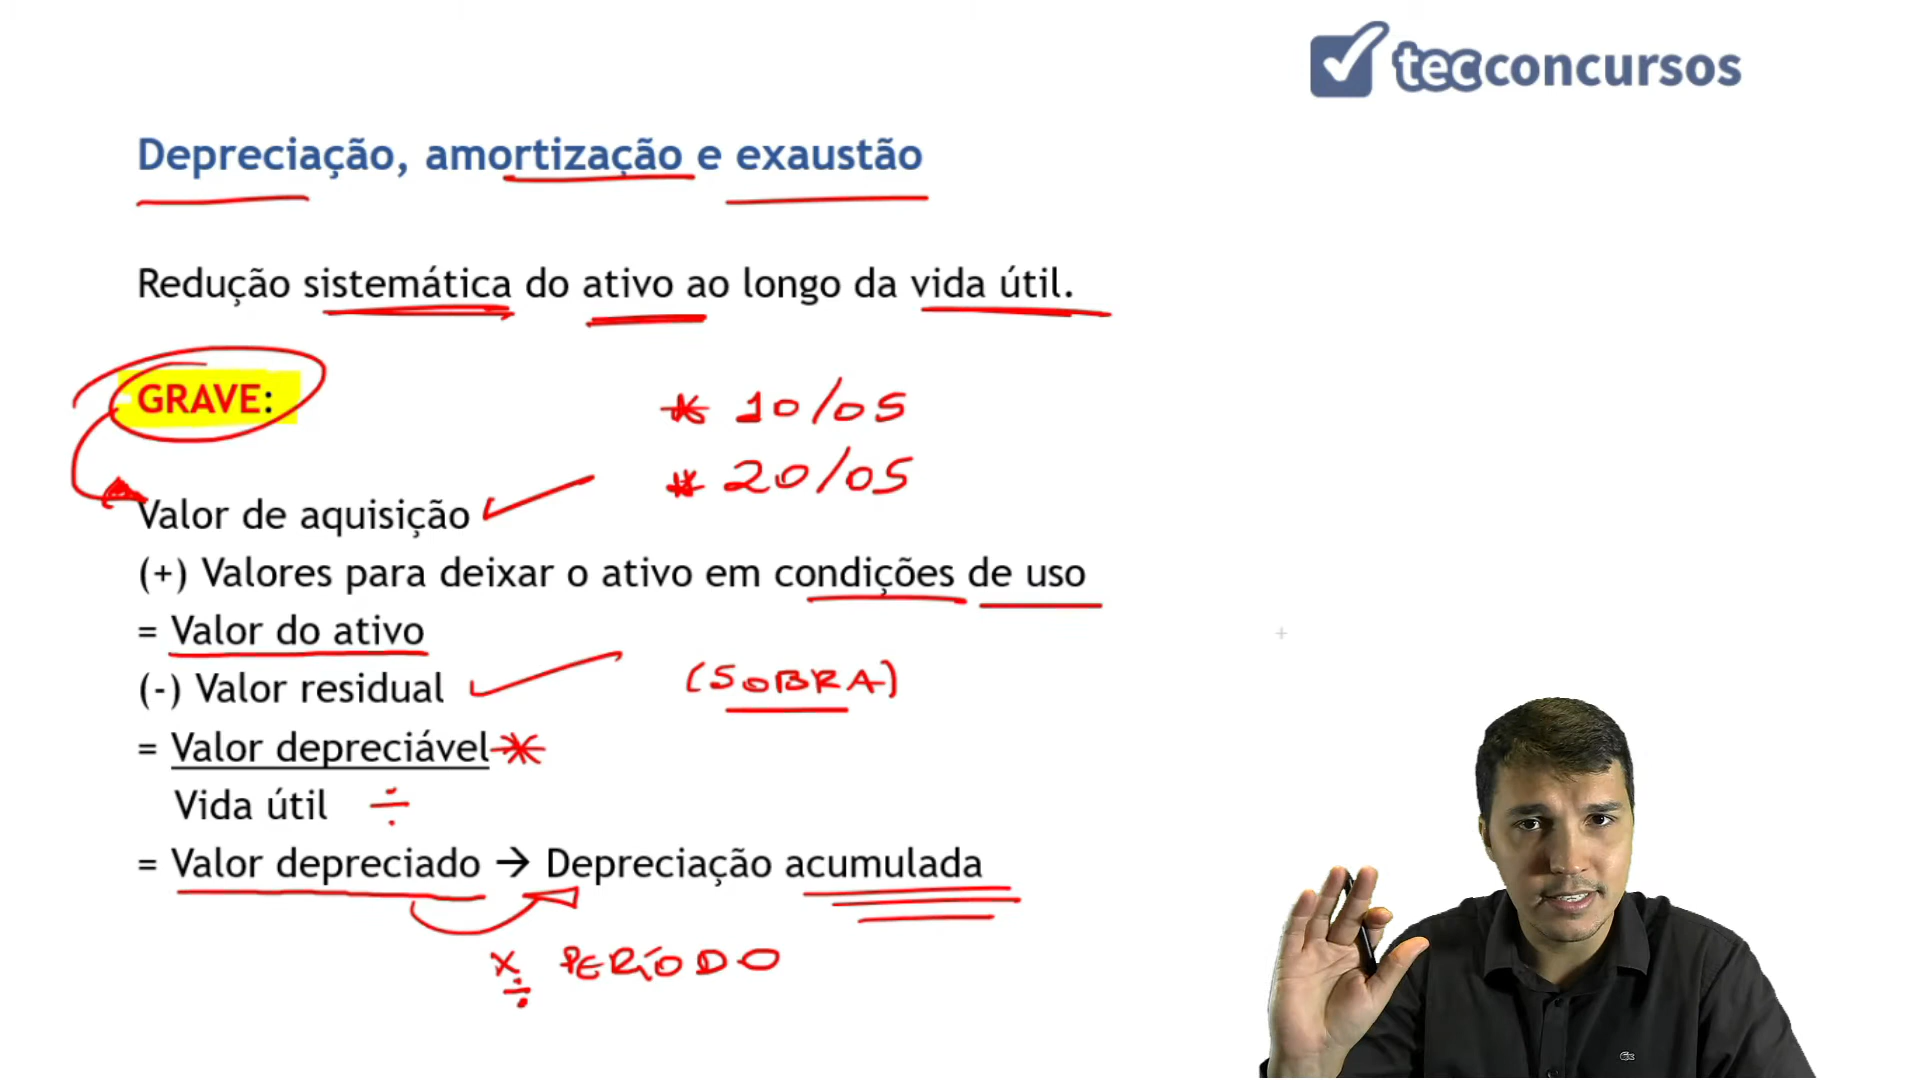 tecconcursos
Depreciação, amortização e exaustão
Redução sistemática do ativo ao longo da vida útil.
GRAVE:
* 10/05
* 20/05
Valor de aquisição
(+) Valores para deixar o ativo em condições de uso
= Valor do ativo
(-) Valor residual (SOBRA)
= Valor depreciável *
Vida útil ÷
= Valor depreciado → Depreciação acumulada
x ÷ PERÍODO